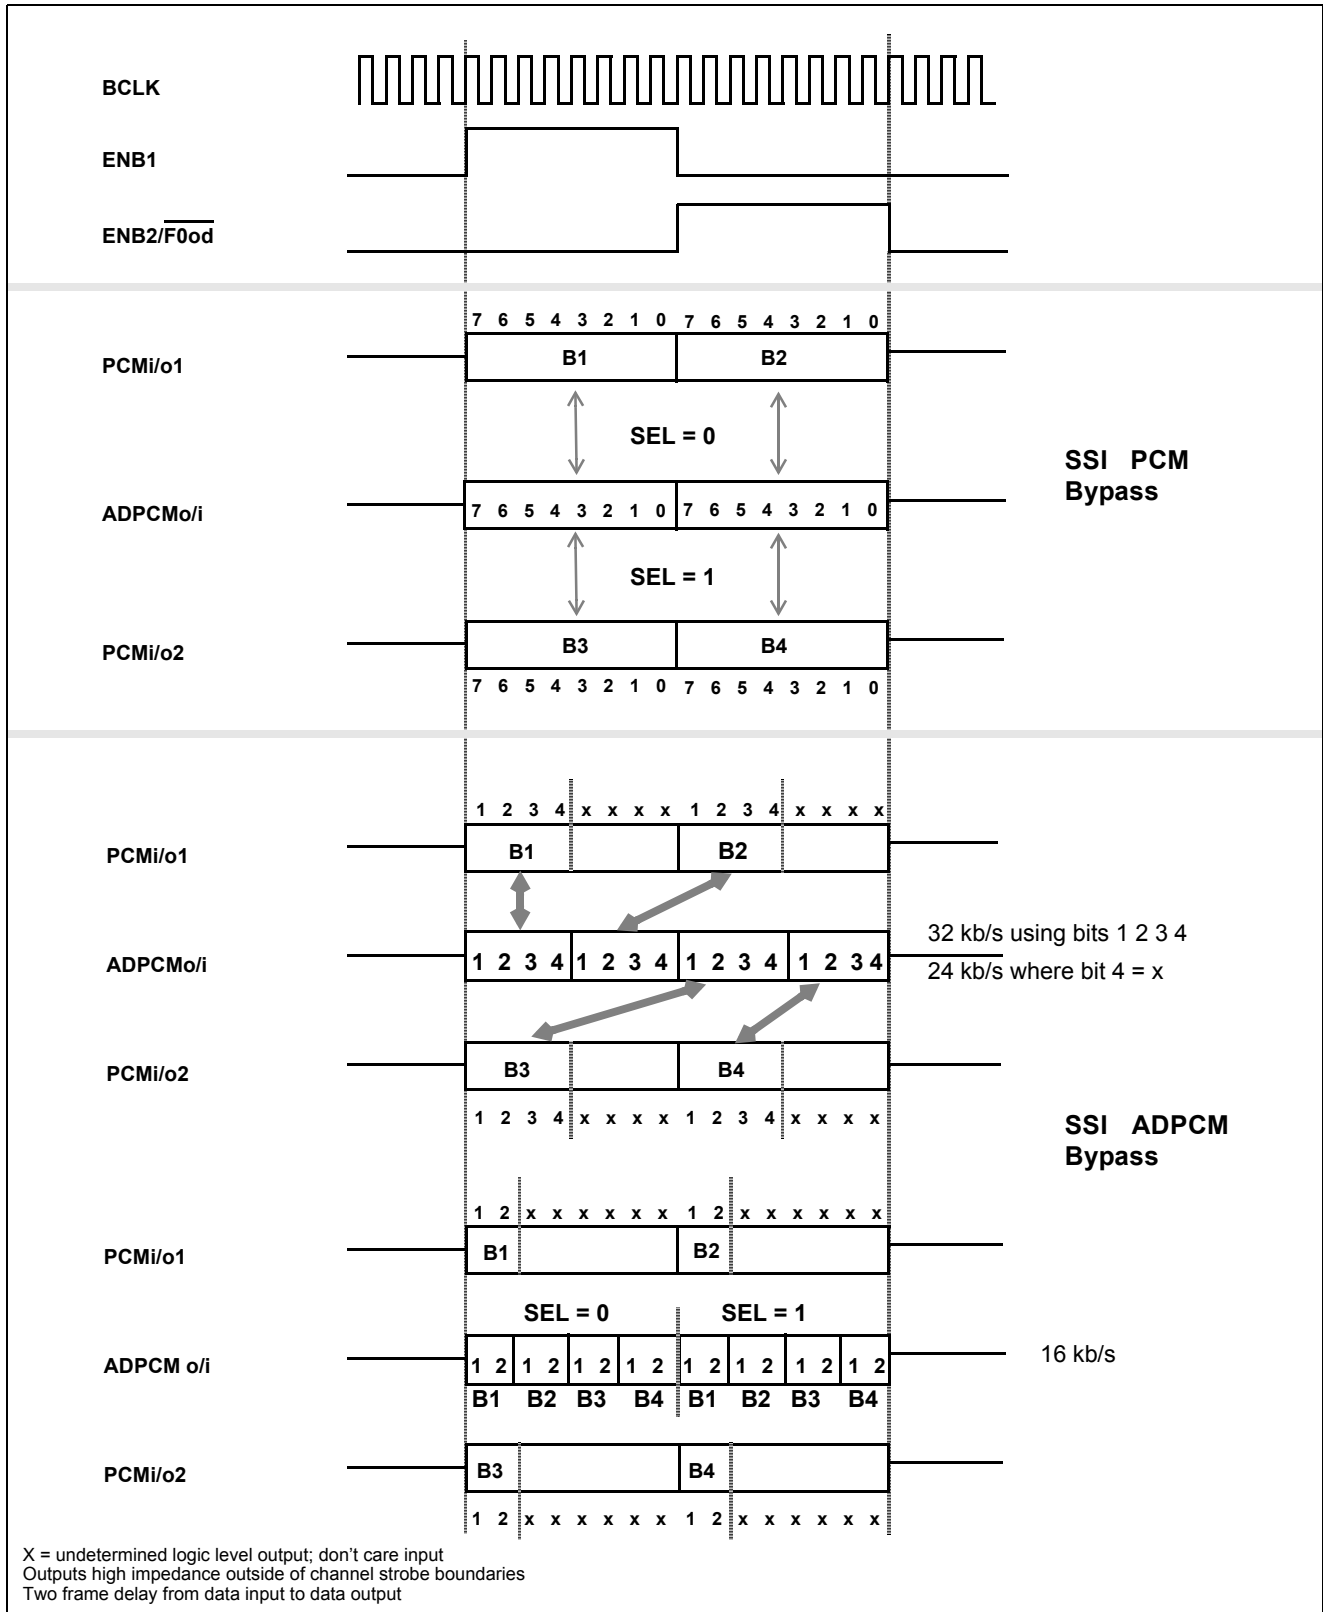 BCLK
ENB1
ENB2/F0od
7 6 5 4 3 2 1 0 7 6 5 4 3 2 1 0
PCMi/o1
B1 B2
SEL = 0
SSI PCM
Bypass
ADPCMo/i
7 6 5 4 3 2 1 0 7 6 5 4 3 2 1 0
SEL = 1
PCMi/o2
B3 B4
7 6 5 4 3 2 1 0 7 6 5 4 3 2 1 0
1 2 3 4 x x x x 1 2 3 4 x x x x
PCMi/o1
B1 B2
32 kb/s using bits 1 2 3 4
ADPCMo/i
1 2 3 4 1 2 3 4 1 2 3 4 1 2 3 4
24 kb/s where bit 4 = x
PCMi/o2
B3 B4
1 2 3 4 x x x x 1 2 3 4 x x x x
SSI ADPCM
Bypass
1 2 x x x x x x 1 2 x x x x x x
PCMi/o1
B1 B2
SEL = 0 SEL = 1
ADPCM o/i
1 2 1 2 1 2 1 2 1 2 1 2 1 2 1 2
16 kb/s
B1 B2 B3 B4 B1 B2 B3 B4
PCMi/o2
B3 B4
1 2 x x x x x x 1 2 x x x x x x
X = undetermined logic level output; don't care input
Outputs high impedance outside of channel strobe boundaries
Two frame delay from data input to data output